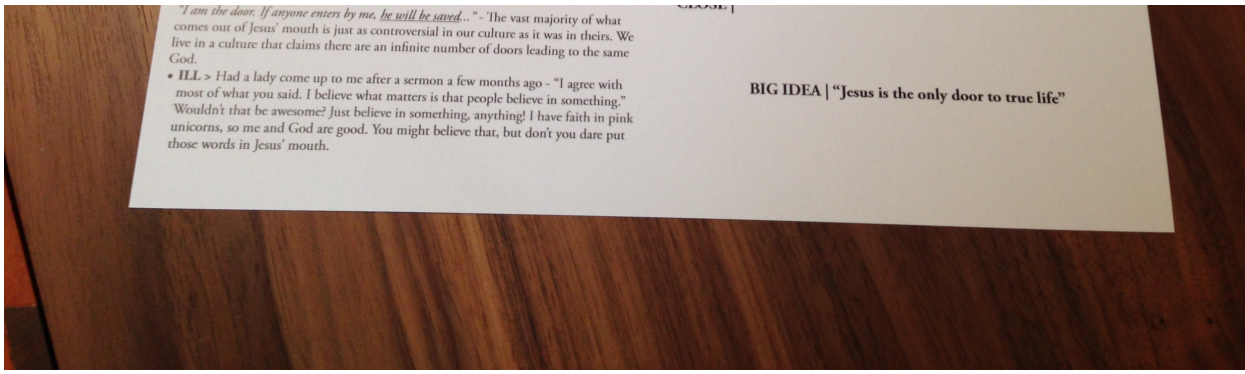 "I am the door. If anyone enters by me, he will be saved... " - The vast majority of what
comes out of Jesus' mouth is just as controversial in our culture as it was in theirs. We
live in a culture that claims there are an infinite number of doors leading to the same
God.
• ILL > Had a lady come up to me after a sermon a few months ago - "I agree with
most of what you said. I believe what matters is that people believe in something."
Wouldn't that be awesome? Just believe in something, anything! I have faith in pink
unicorns, so me and God are good. You might believe that, but don't you dare put
those words in Jesus' mouth.
CLOSE |
BIG IDEA | "Jesus is the only door to true life"